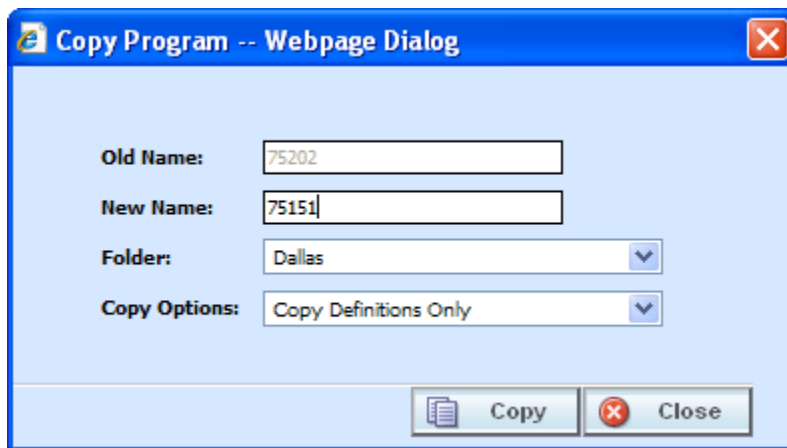 Copy Program -- Webpage Dialog
Old Name: 75202
New Name: 75151
Folder: Dallas
Copy Options: Copy Definitions Only
Copy Close